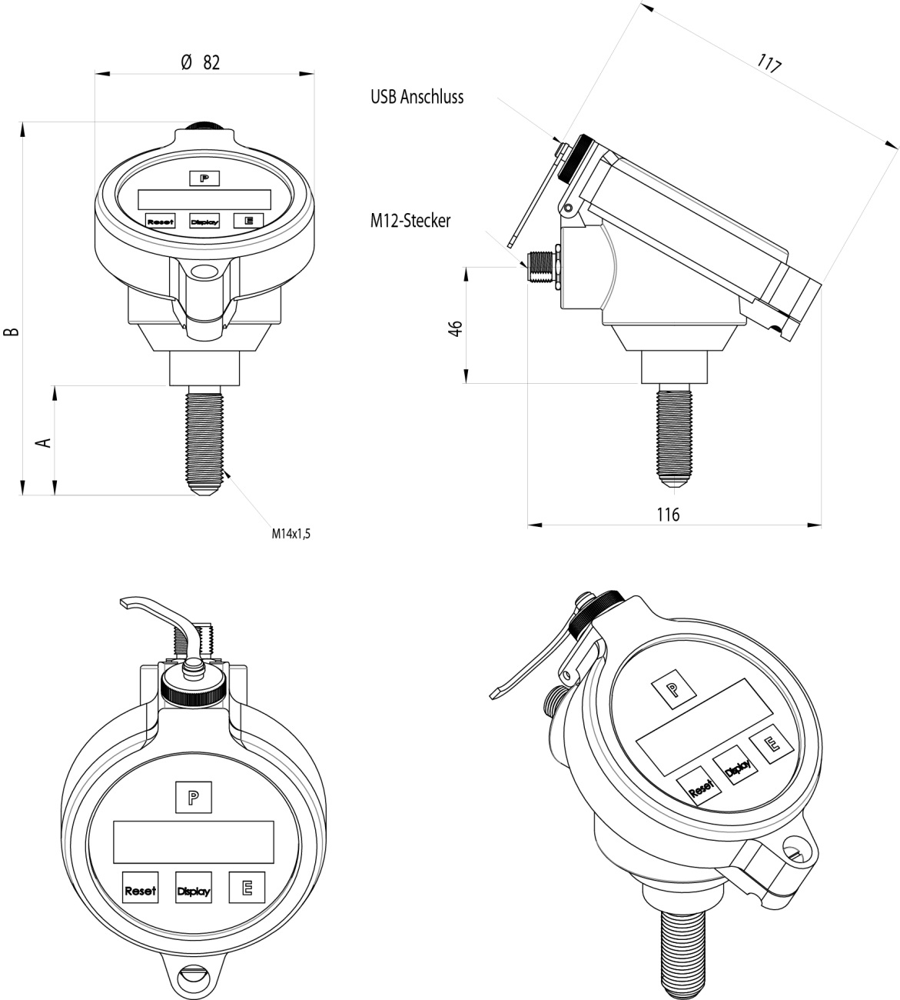 Ø 82
117
USB Anschluss
P
Reset
Display
E
M12-Stecker
B
46
A
116
M14x1,5
P
Reset
Display
E
P
E
Display
Reset